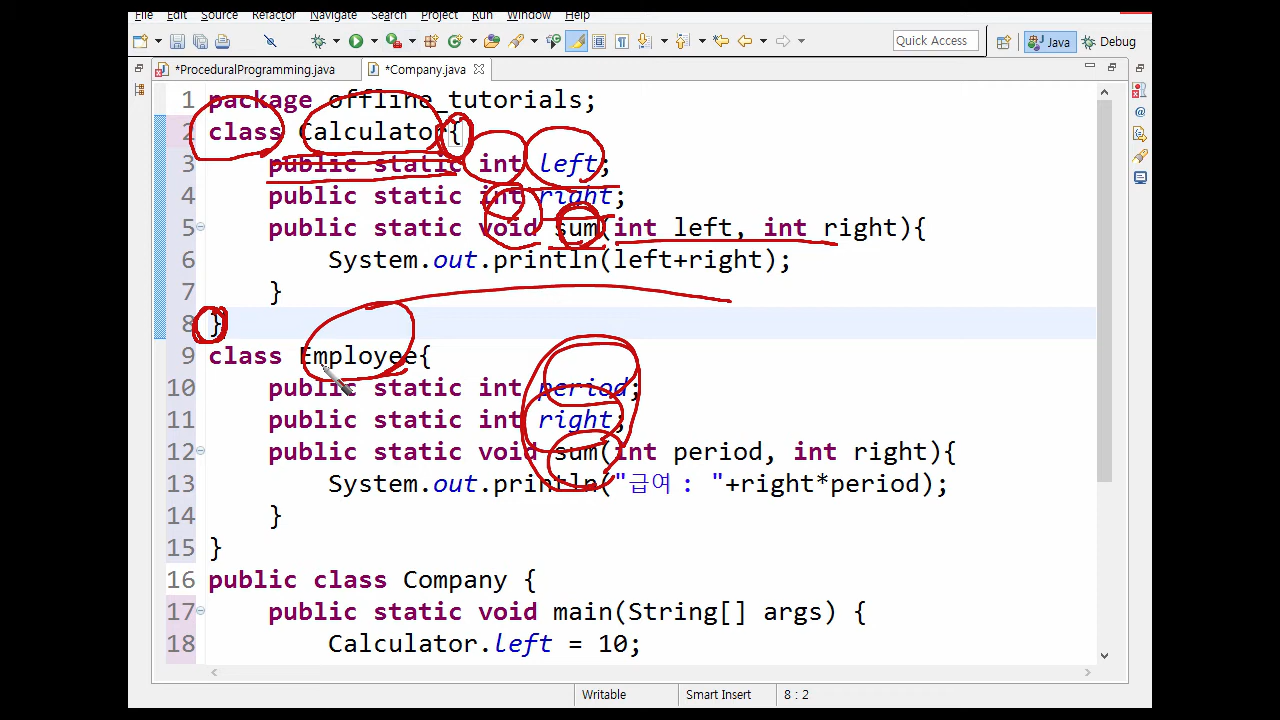 File Edit Source Refactor Navigate Search Project Run Window Help
Quick Access Java Debug
*ProceduralProgramming.java *Company.java
1 package offline_tutorials;
2 class Calculator{
3 public static int left;
4 public static int right;
5 public static void sum(int left, int right){
6 System.out.println(left+right);
7 }
8 }
9 class Employee{
10 public static int period;
11 public static int right;
12 public static void sum(int period, int right){
13 System.out.println("급여 : "+right*period);
14 }
15 }
16 public class Company {
17 public static void main(String[] args) {
18 Calculator.left = 10;
Writable Smart Insert 8 : 2